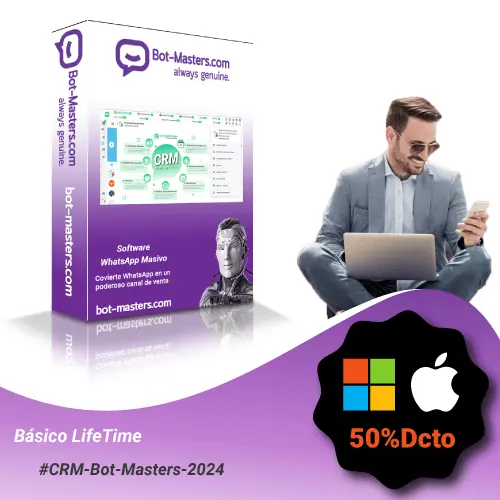 Bot-Masters.com
always genuine.
bot-masters.com
Bot-Masters.com
always genuine.
CRM
Software
WhatsApp Masivo
Covierte WhatsApp en un
poderoso canal de venta
bot-masters.com
50%Dcto
Básico LifeTime
#CRM-Bot-Masters-2024